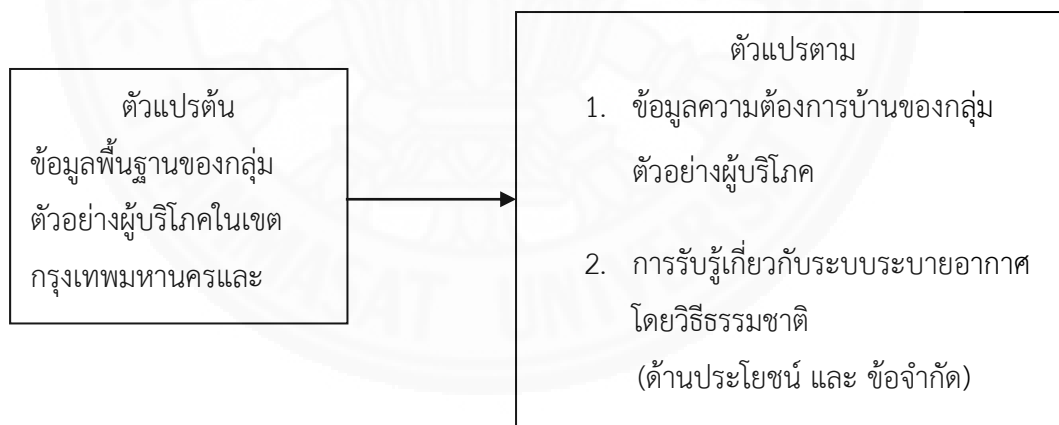 ตัวแปรต้น
ข้อมูลพื้นฐานของกลุ่ม
ตัวอย่างผู้บริโภคในเขต
กรุงเทพมหานครและ
ตัวแปรตาม
1. ข้อมูลความต้องการบ้านของกลุ่ม
ตัวอย่างผู้บริโภค
2. การรับรู้เกี่ยวกับระบบระบายอากาศ
โดยวิธีธรรมชาติ
(ด้านประโยชน์ และ ข้อจำกัด)